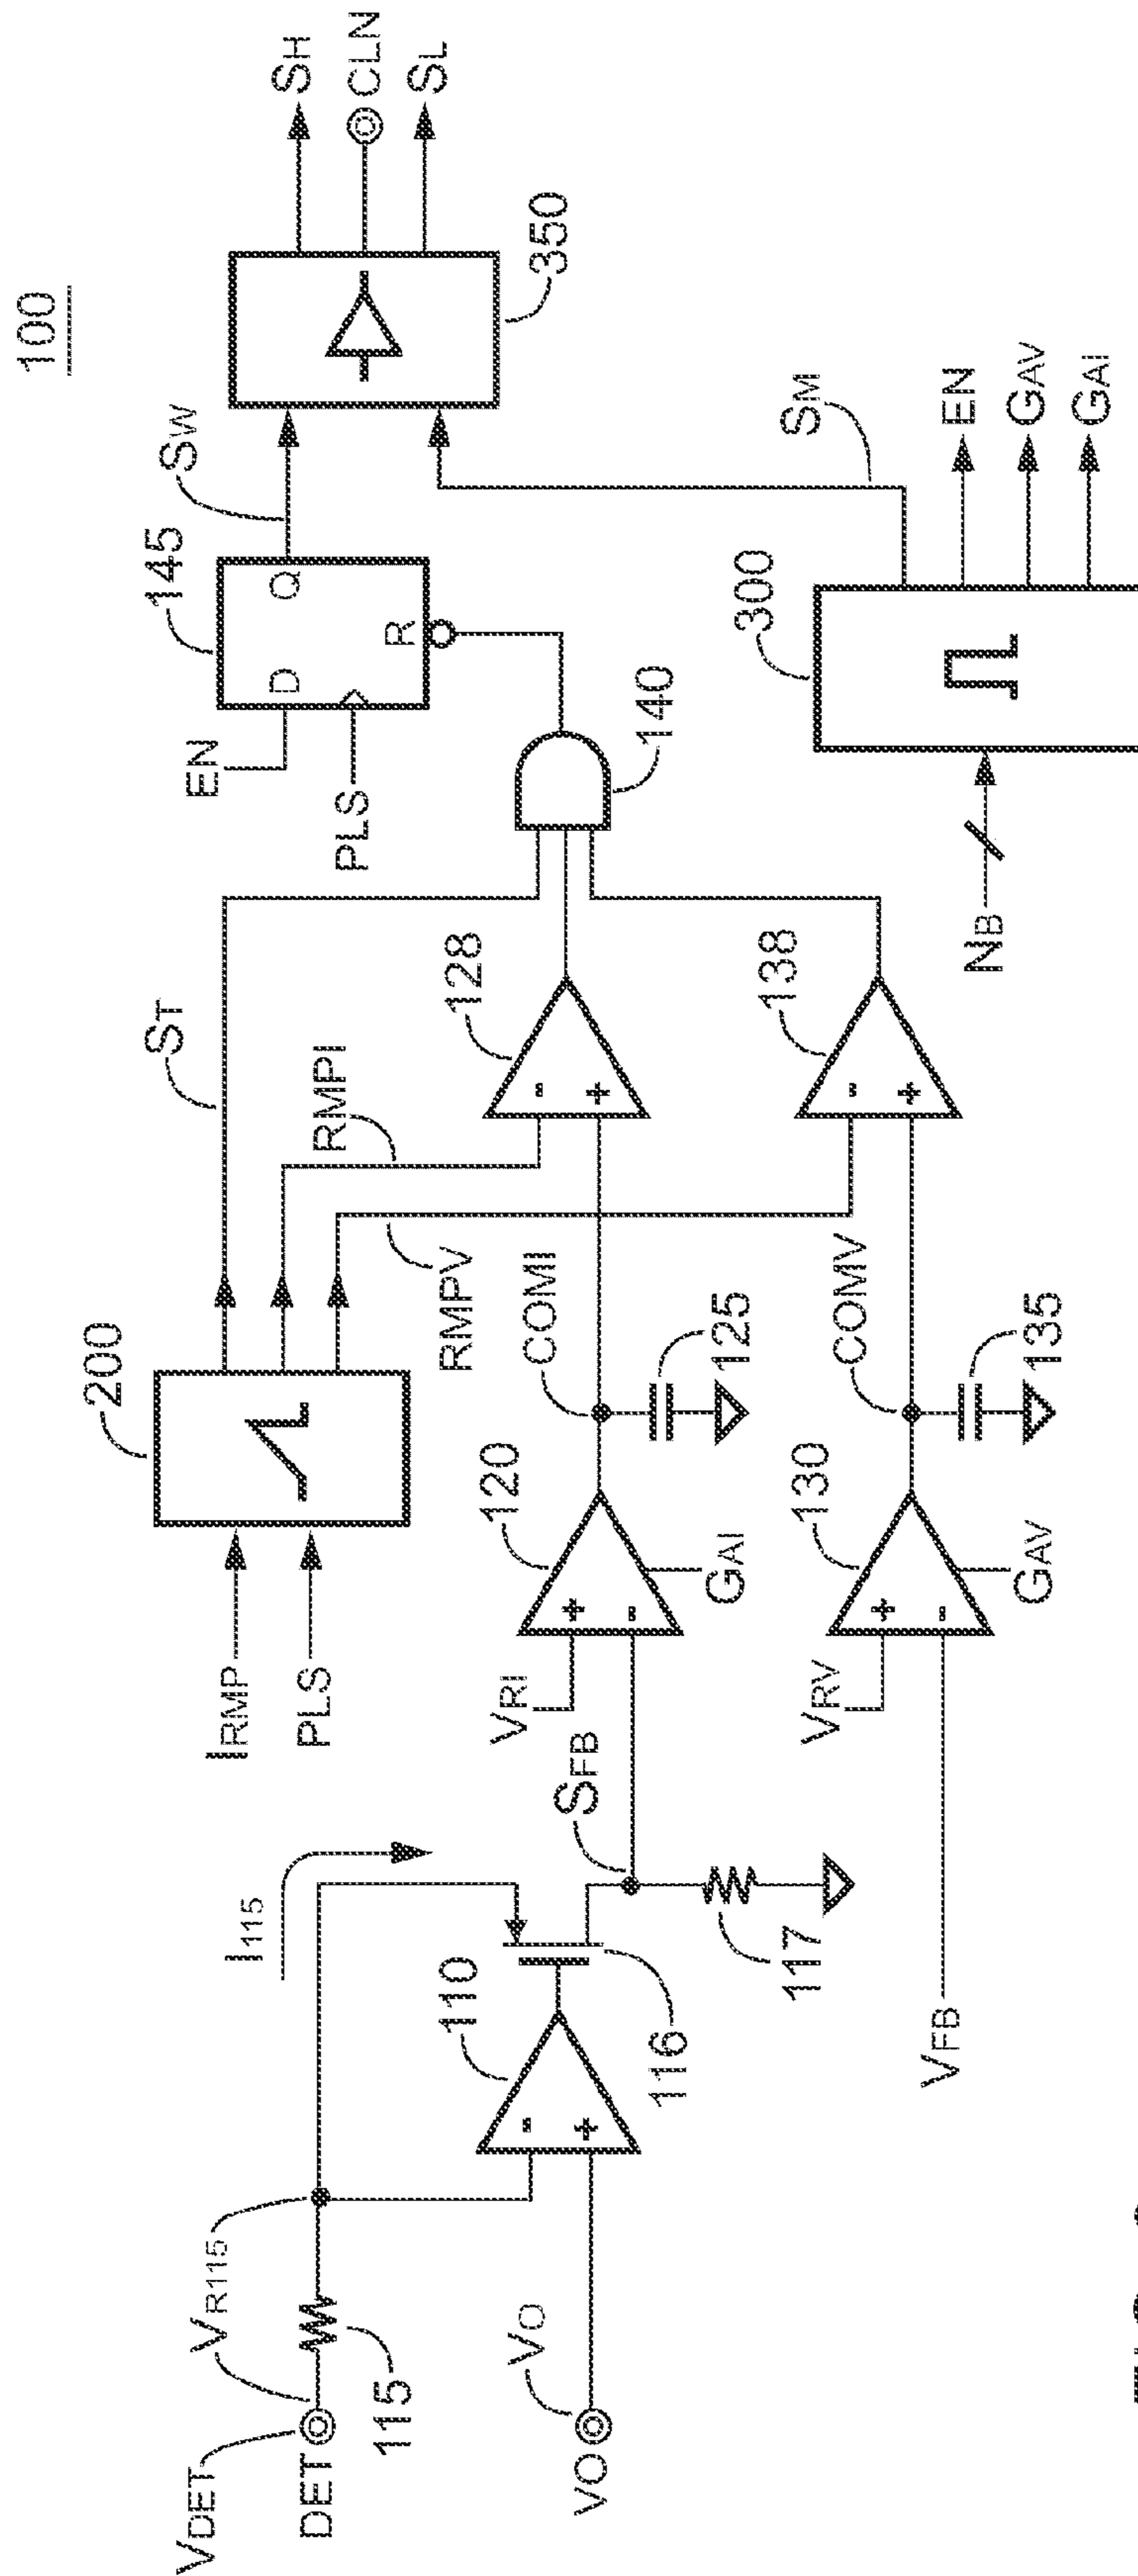 100
VDET
DET
VR115
115
VO
VO
I115
110
116
117
SFB
VFB
IRMP
PLS
200
VRI
120
GAI
VRV
130
GAV
COMI
125
COMV
135
RMPV
RMPI
ST
128
138
140
EN
PLS
D
Q
R
145
SW
NB
300
SM
EN
GAV
GAI
350
SH
CLN
SL